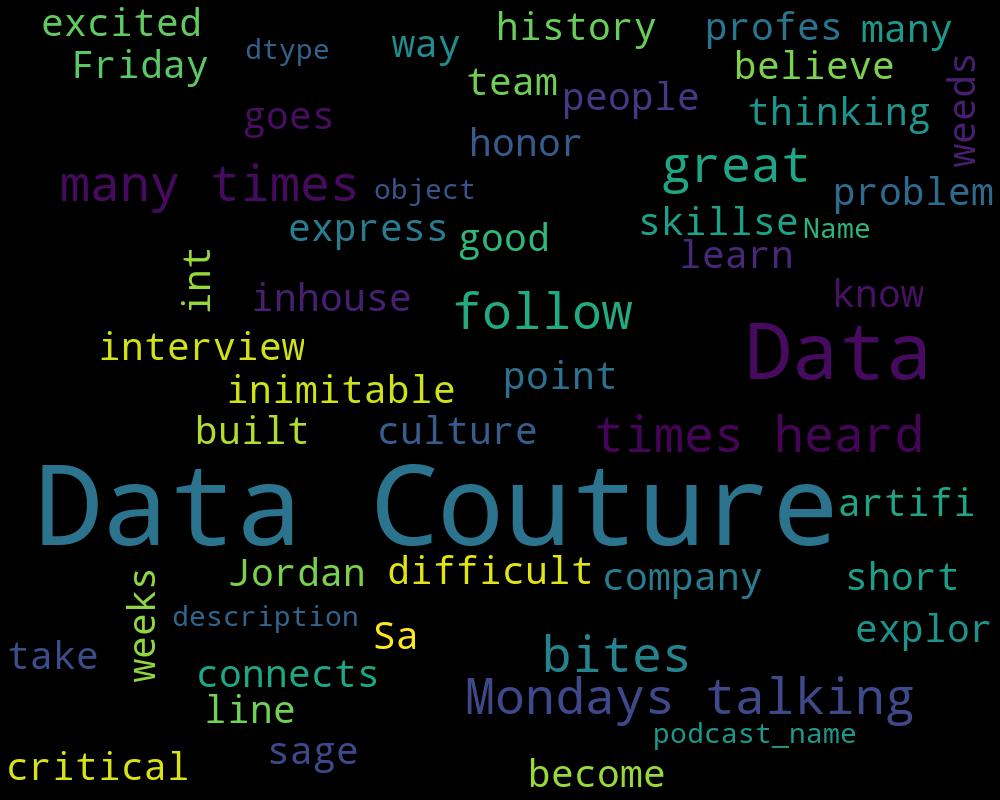 excited
dtype
way
history
profes
many
Friday
team
believe
weeds
goes
people
thinking
honor
many times
object
great
problem
express
good
skillse
Name
learn
int
inhouse
follow
know
interview
Data
inimitable
point
built
culture
times heard
Data Couture
artifi
weeks
Jordan
difficult
company
short
description
Sa
explor
take
connects
bites
line
Mondays talking
sage
podcast_name
critical
become